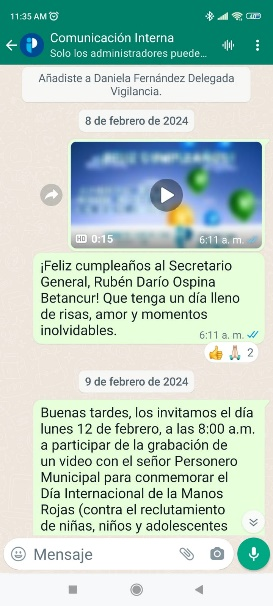 11:35 AM
Comunicación Interna
Solo los administradores puede...
Añadiste a Daniela Fernández Delegada
Vigilancia.
8 de febrero de 2024
¡FELIZ CUMPLEAÑOS!
HD 0:15
6:11 a. m.
¡Feliz cumpleaños al Secretario
General, Rubén Darío Ospina
Betancur! Que tenga un día lleno
de risas, amor y momentos
inolvidables.
6:11 a. m.
2
9 de febrero de 2024
Buenas tardes, los invitamos el día
lunes 12 de febrero, a las 8:00 a.m.
a participar de la grabación de
un video con el señor Personero
Municipal para conmemorar el
Día Internacional de la Manos
Rojas (contra el reclutamiento
de niñas, niños y adolescentes
Mensaje